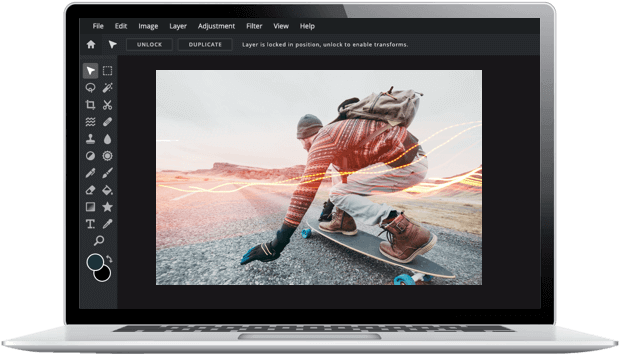 File Edit Image Layer Adjustment Filter View Help
UNLOCK DUPLICATE Layer is locked in position, unlock to enable transforms.
T